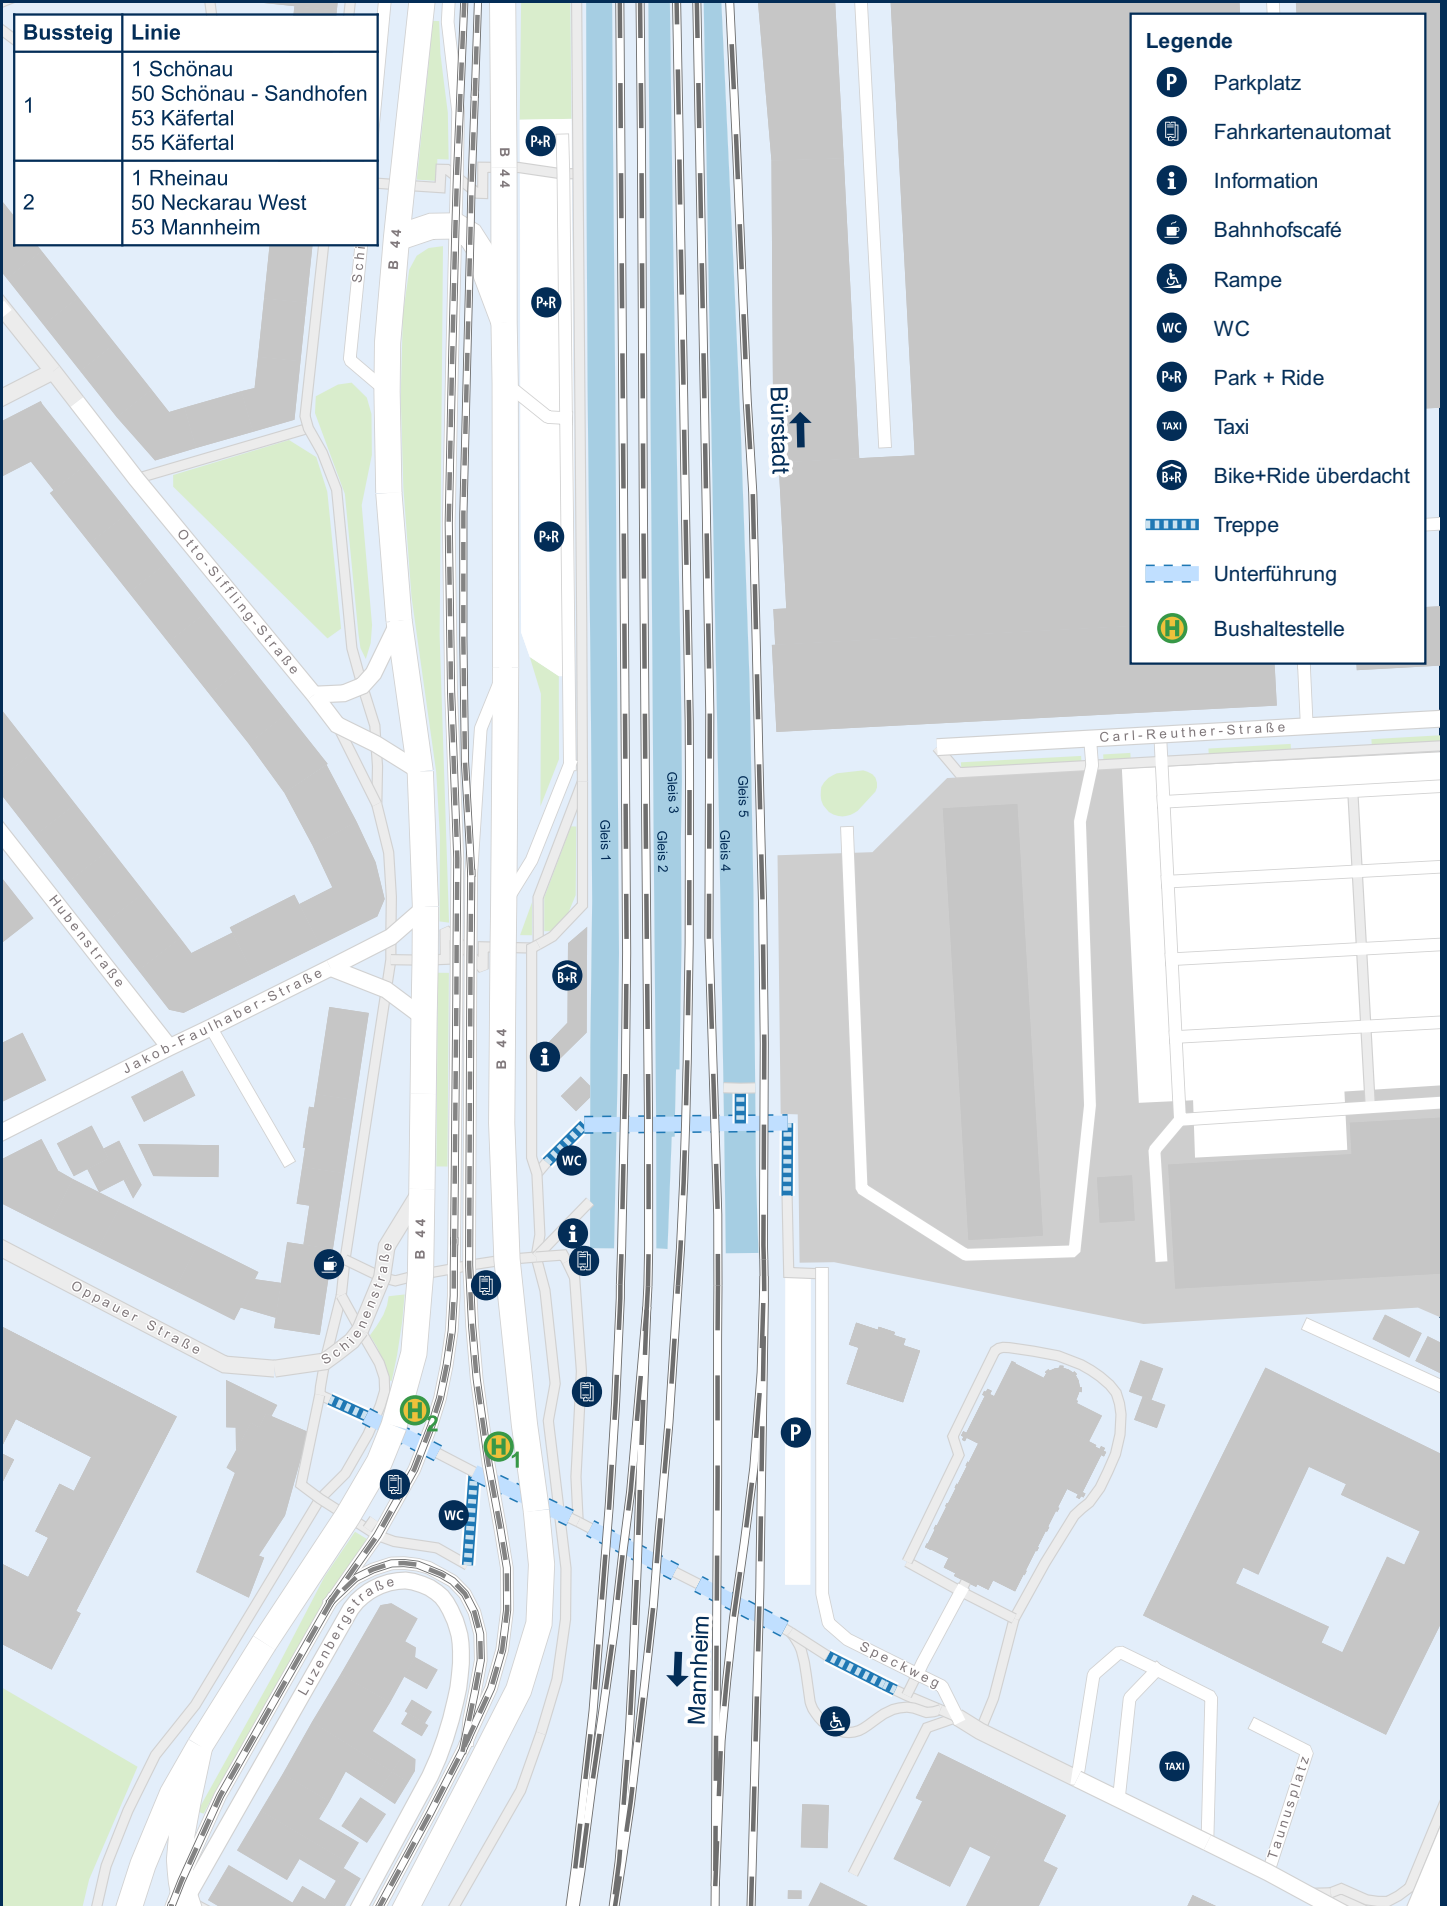 Bussteig Linie
1
1 Schönau
50 Schönau - Sandhofen
53 Käfertal
55 Käfertal
2
1 Rheinau
50 Neckarau West
53 Mannheim
Legende
P Parkplatz
Fahrkartenautomat
i Information
Bahnhofscafé
Rampe
WC WC
P+R Park + Ride
TAXI Taxi
B+R Bike+Ride überdacht
Treppe
Unterführung
H Bushaltestelle
P+R
B 44
Schi
B 44
P+R
Bürstadt
P+R
Otto-Siffling-Straße
Carl-Reuther-Straße
Gleis 1
Gleis 2
Gleis 3
Gleis 4
Gleis 5
Hubenstraße
Jakob-Faulhaber-Straße
B+R
B 44
i
WC
B 44
i
Oppauer Straße
Schienenstraße
H 2
H 1
P
WC
Luzenbergstraße
Mannheim
Speckweg
TAXI
Taunusplatz